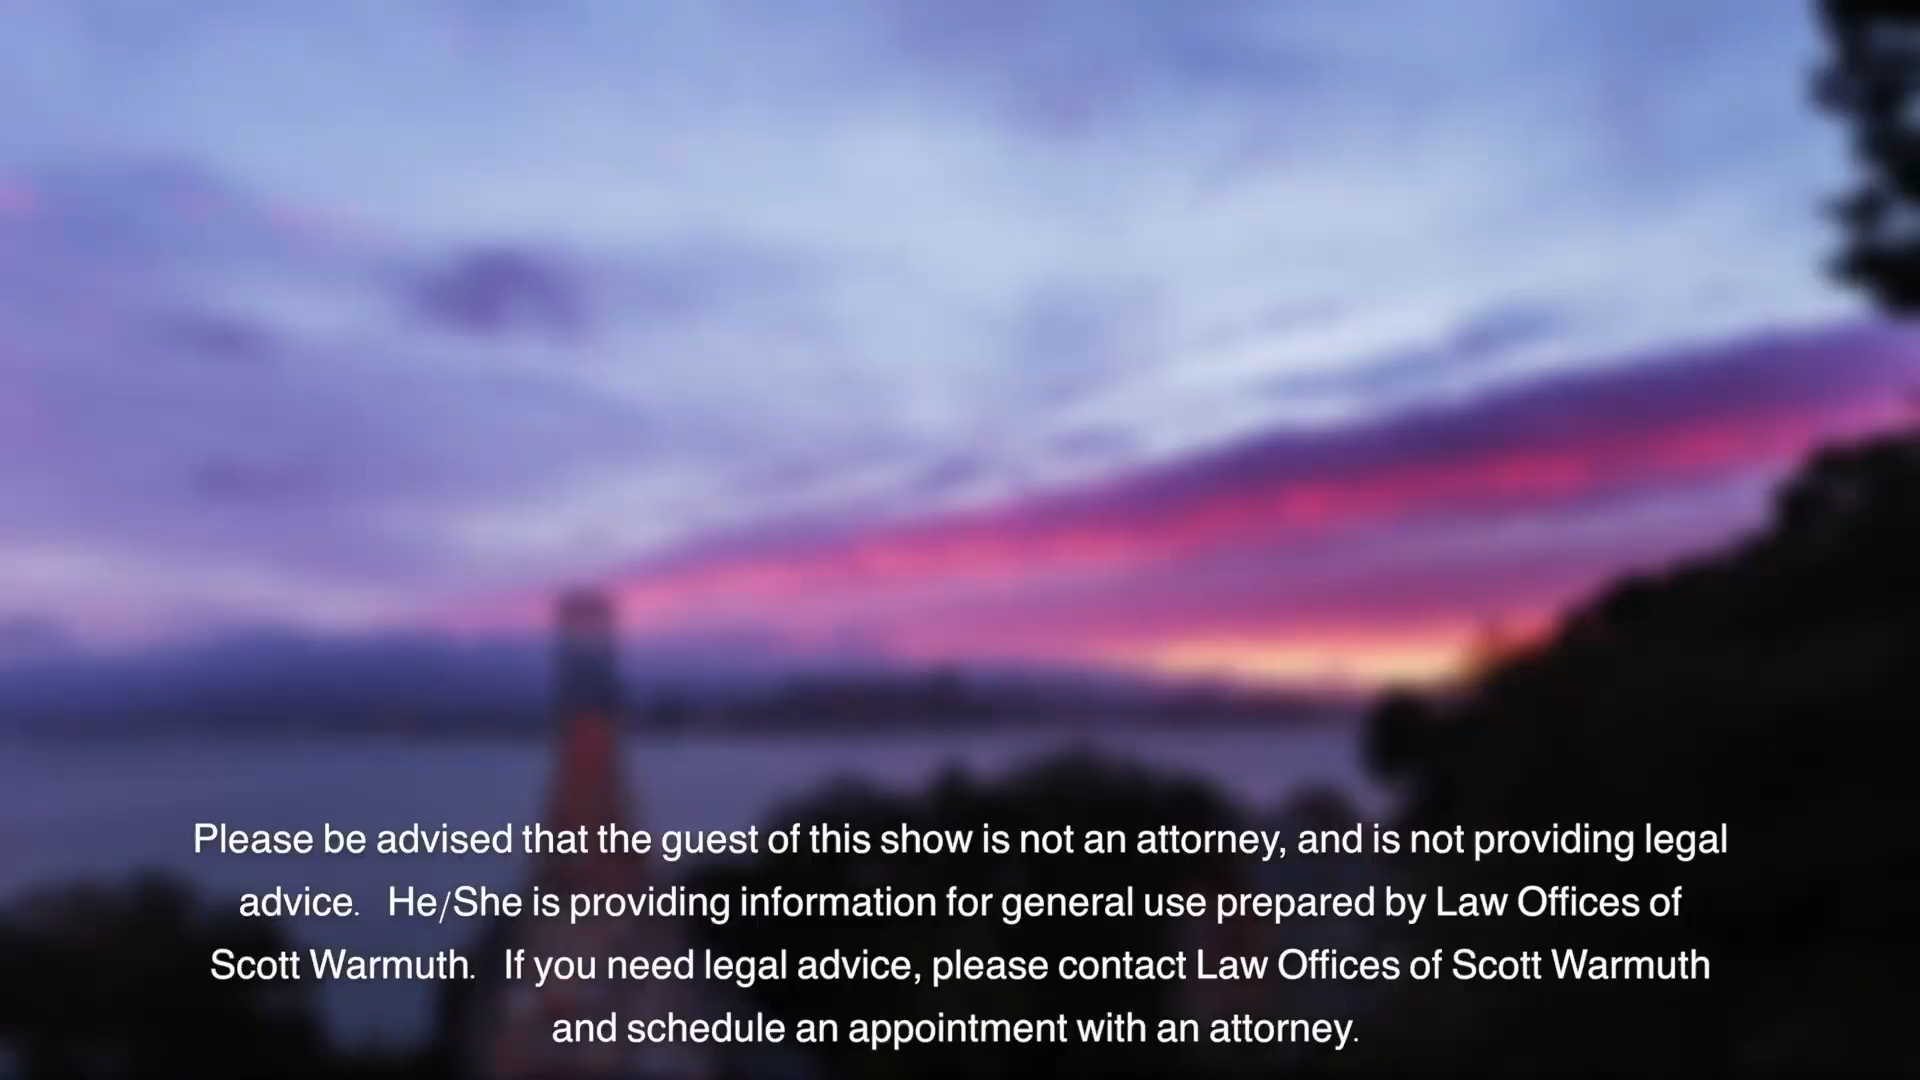 Please be advised that the guest of this show is not an attorney, and is not providing legal
advice. He/She is providing information for general use prepared by Law Offices of
Scott Warmuth. If you need legal advice, please contact Law Offices of Scott Warmuth
and schedule an appointment with an attorney.